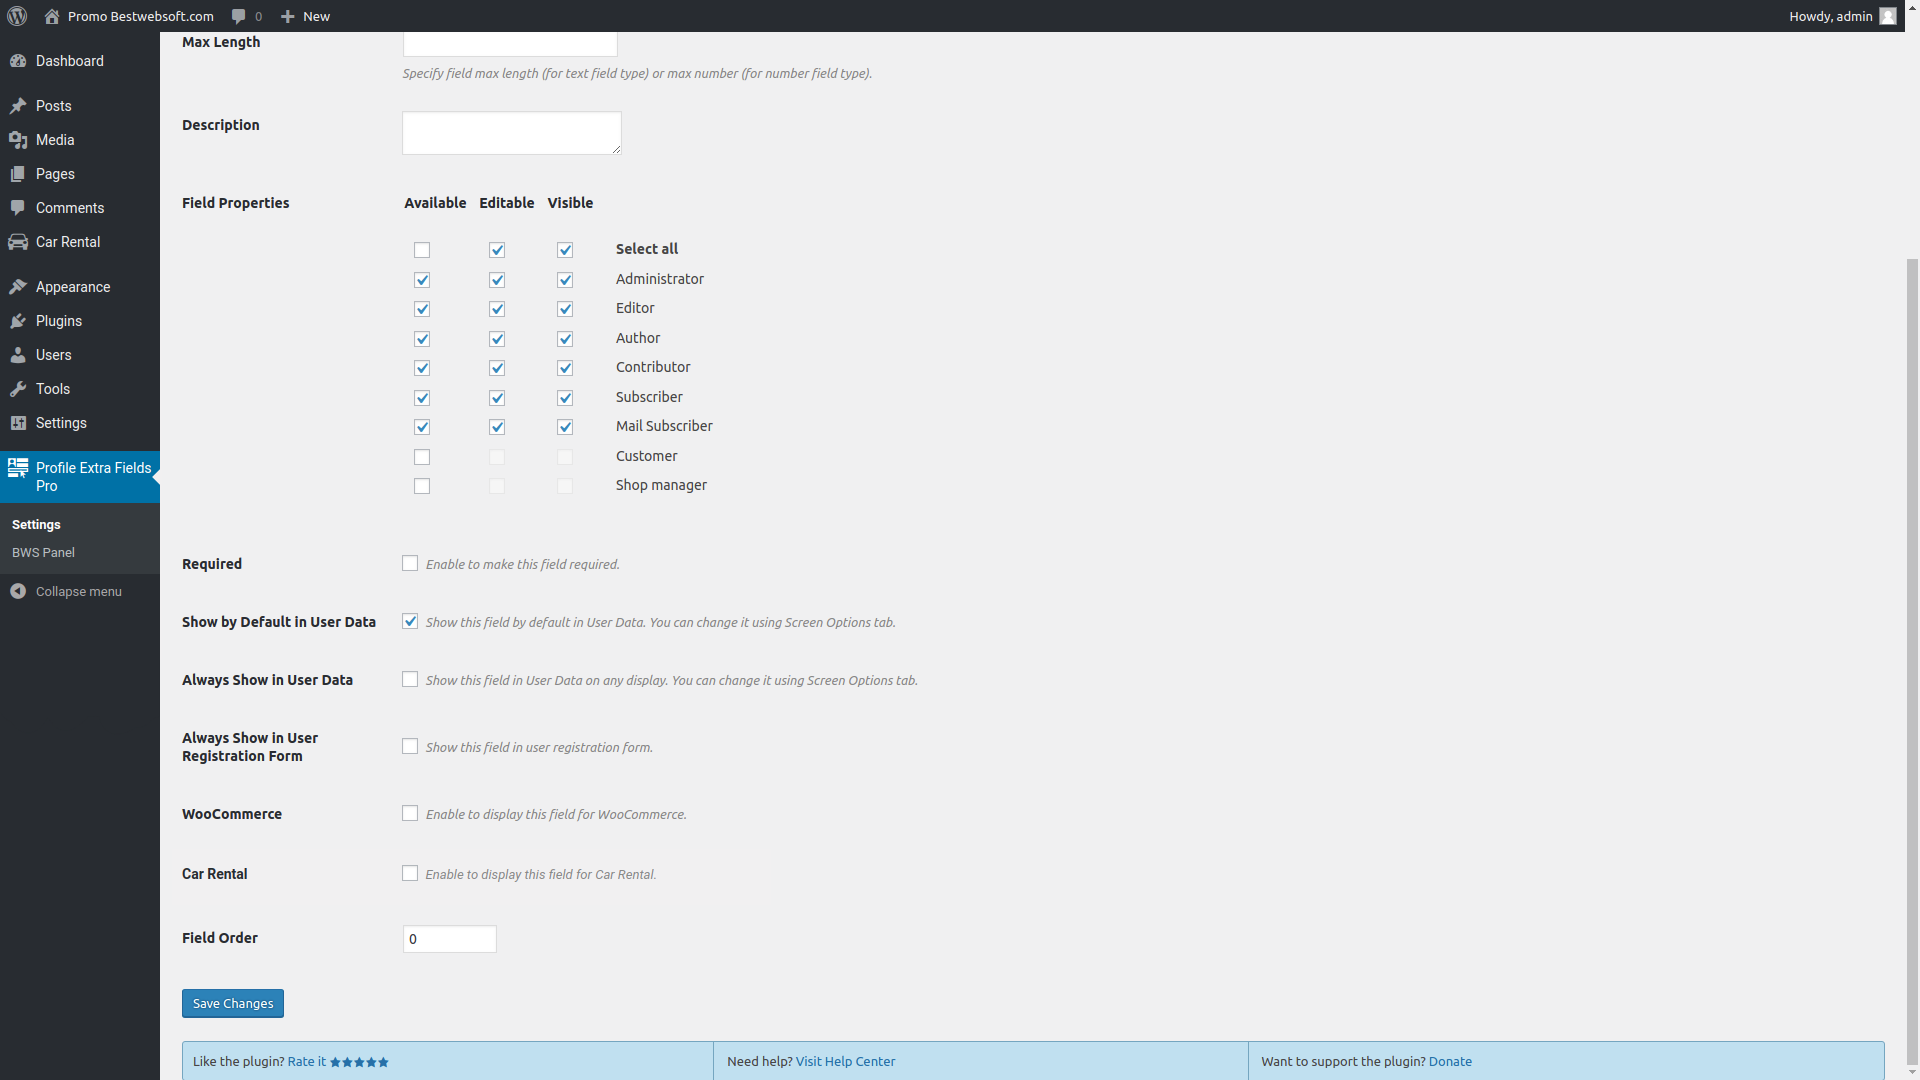 Promo Bestwebsoft.com 0 New Howdy, admin
Dashboard
Posts
Media
Pages
Comments
Car Rental
Appearance
Plugins
Users
Tools
Settings
Profile Extra Fields
Pro
Settings
BWS Panel
Collapse menu
Max Length
Specify field max length (for text field type) or max number (for number field type).
Description
Field Properties Available Editable Visible
Select all
Administrator
Editor
Author
Contributor
Subscriber
Mail Subscriber
Customer
Shop manager
Required Enable to make this field required.
Show by Default in User Data Show this field by default in User Data. You can change it using Screen Options tab.
Always Show in User Data Show this field in User Data on any display. You can change it using Screen Options tab.
Always Show in User
Registration Form
Show this field in user registration form.
WooCommerce Enable to display this field for WooCommerce.
Car Rental Enable to display this field for Car Rental.
Field Order 0
Save Changes
Like the plugin? Rate it Need help? Visit Help Center Want to support the plugin? Donate